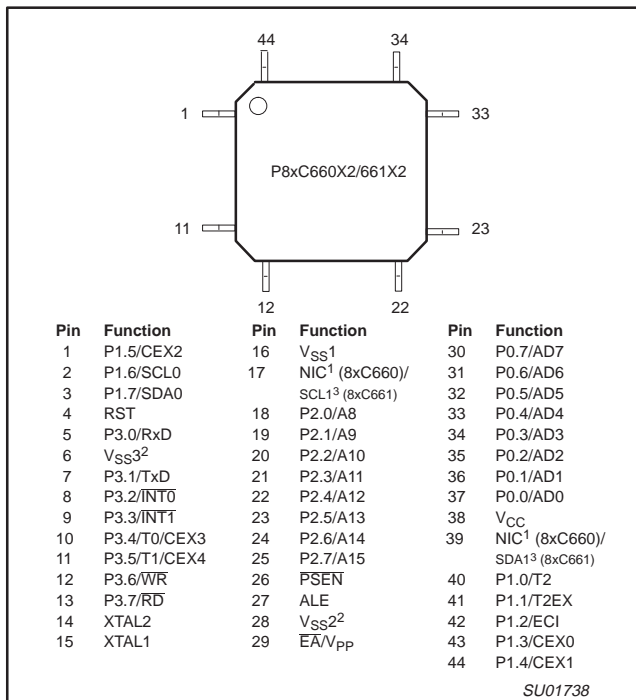 44 34
1 33
P8xC660X2/661X2
11 23
12 22
Pin Function Pin Function Pin Function
1 P1.5/CEX2 16 VSS1 30 P0.7/AD7
2 P1.6/SCL0 17 NIC¹ (8xC660)/ 31 P0.6/AD6
3 P1.7/SDA0 SCL1³ (8xC661) 32 P0.5/AD5
4 RST 18 P2.0/A8 33 P0.4/AD4
5 P3.0/RxD 19 P2.1/A9 34 P0.3/AD3
6 VSS3² 20 P2.2/A10 35 P0.2/AD2
7 P3.1/TxD 21 P2.3/A11 36 P0.1/AD1
8 P3.2/I̅N̅T̅0̅ 22 P2.4/A12 37 P0.0/AD0
9 P3.3/I̅N̅T̅1̅ 23 P2.5/A13 38 VCC
10 P3.4/T0/CEX3 24 P2.6/A14 39 NIC¹ (8xC660)/
11 P3.5/T1/CEX4 25 P2.7/A15 SDA1³ (8xC661)
12 P3.6/W̅R̅ 26 P̅S̅E̅N̅ 40 P1.0/T2
13 P3.7/R̅D̅ 27 ALE 41 P1.1/T2EX
14 XTAL2 28 VSS2² 42 P1.2/ECI
15 XTAL1 29 E̅A̅/VPP 43 P1.3/CEX0
44 P1.4/CEX1
SU01738